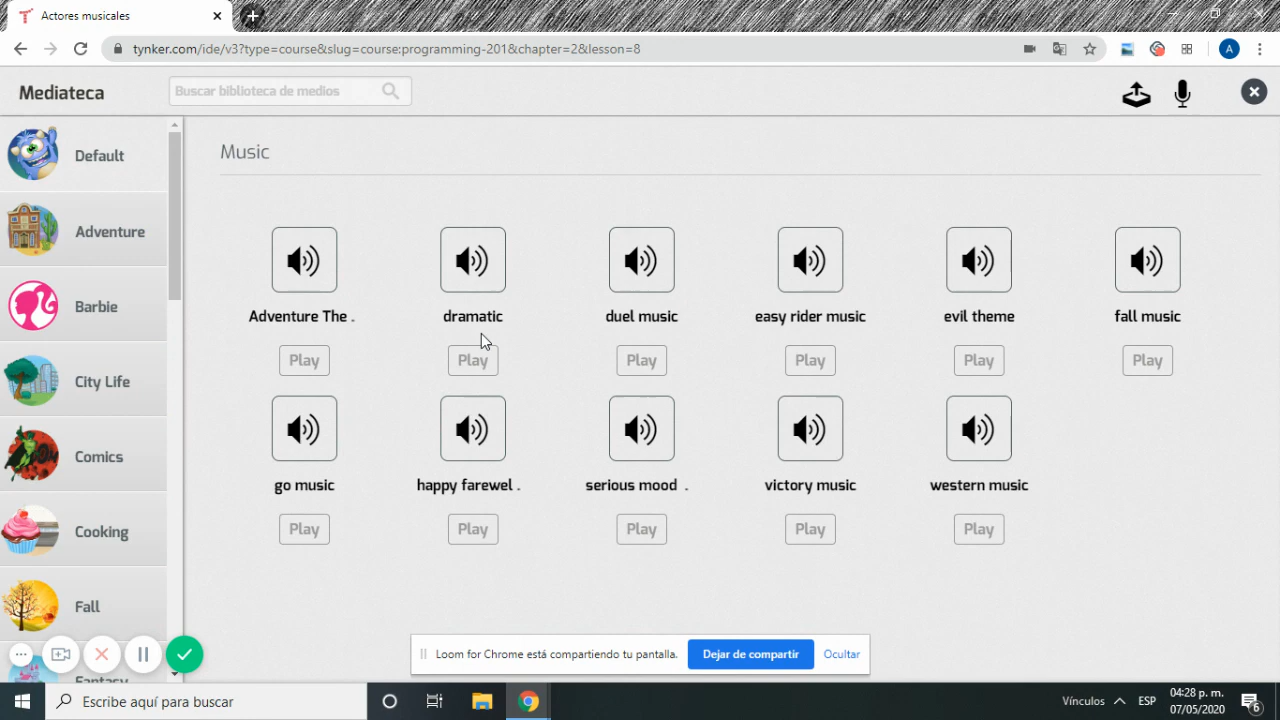 Actores musicales
tynker.com/ide/v3?type=course&slug=course:programming-201&chapter=2&lesson=8
A
Mediateca
Buscar biblioteca de medios
Default
Adventure
Barbie
City Life
Comics
Cooking
Fall
Fantasy
Music
Adventure The .
dramatic
duel music
easy rider music
evil theme
fall music
Play
Play
Play
Play
Play
Play
go music
happy farewel .
serious mood .
victory music
western music
Play
Play
Play
Play
Play
Loom for Chrome está compartiendo tu pantalla.
Dejar de compartir
Ocultar
Escribe aquí para buscar
Vínculos
ESP
04:28 p. m.
07/05/2020
6